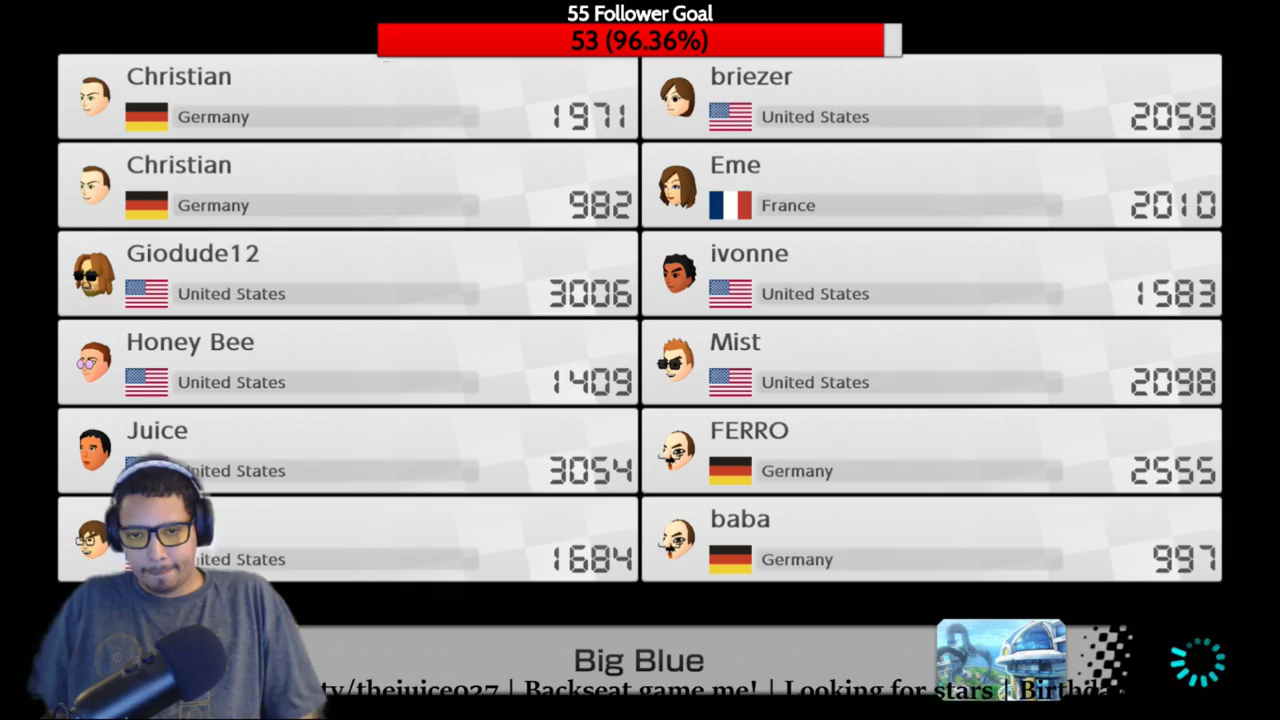 55 Follower Goal
53 (96.36%)
Christian
Germany
1971
briezer
United States
2059
Christian
Germany
982
Eme
France
2010
Giodude12
United States
3006
ivonne
United States
1583
Honey Bee
United States
1409
Mist
United States
2098
Juice
United States
3054
FERRO
Germany
2555
ited States
1684
baba
Germany
997
Big Blue
tv/thejuice027 | Backseat game me! | Looking for stars | Birthda